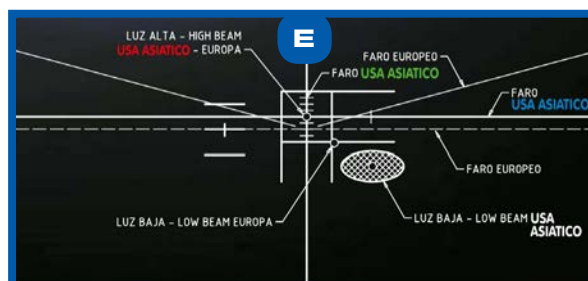 E
LUZ ALTA - HIGH BEAM
USA ASIATICO - EUROPA
FARO EUROPEO
FARO USA ASIATICO
FARO
USA ASIATICO
FARO EUROPEO
LUZ BAJA - LOW BEAM EUROPA
LUZ BAJA - LOW BEAM USA
ASIATICO